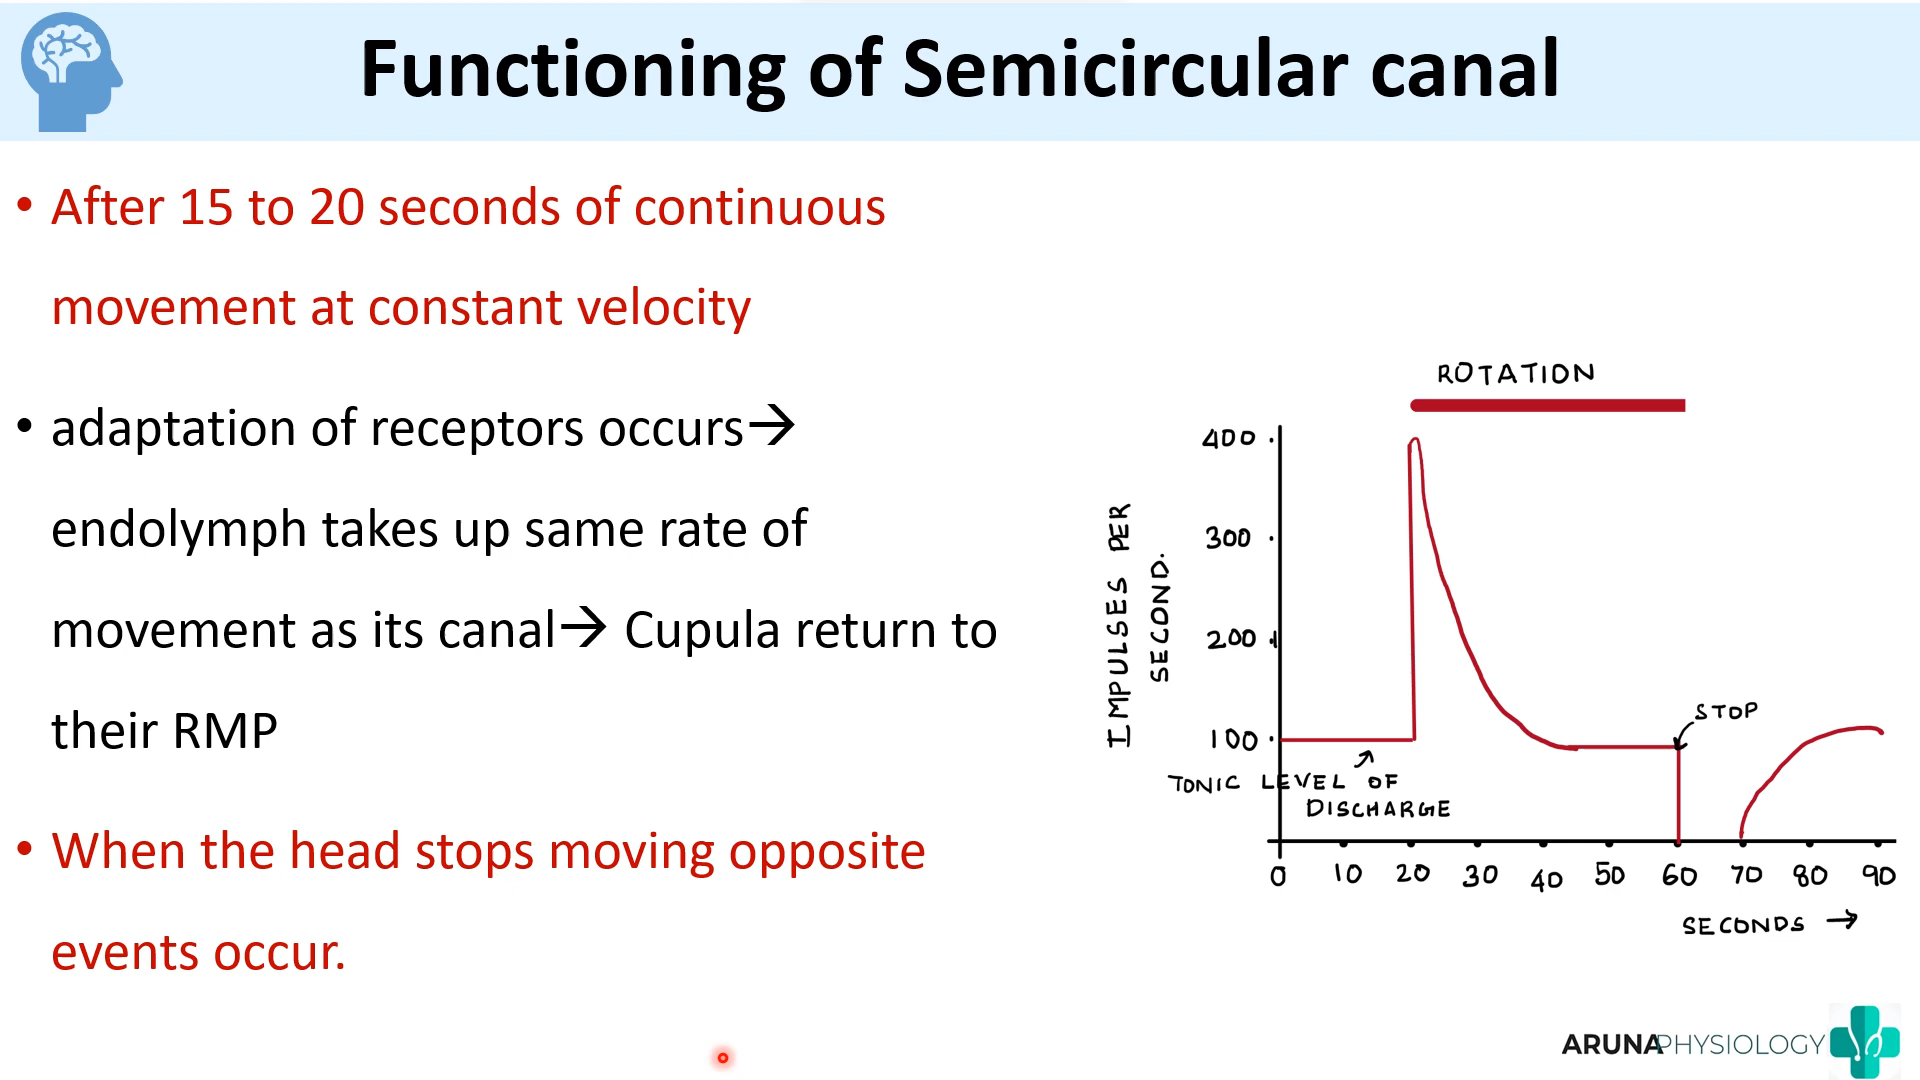 Functioning of Semicircular canal
• After 15 to 20 seconds of continuous
movement at constant velocity
• adaptation of receptors occurs→
endolymph takes up same rate of
movement as its canal→ Cupula return to
their RMP
• When the head stops moving opposite
events occur.
ROTATION
400
300
200
100
IMPULSES PER
SECOND.
STOP
TONIC LEVEL OF
DISCHARGE
0 10 20 30 40 50 60 70 80 90
SECONDS →
ARUNAPHYSIOLOGY